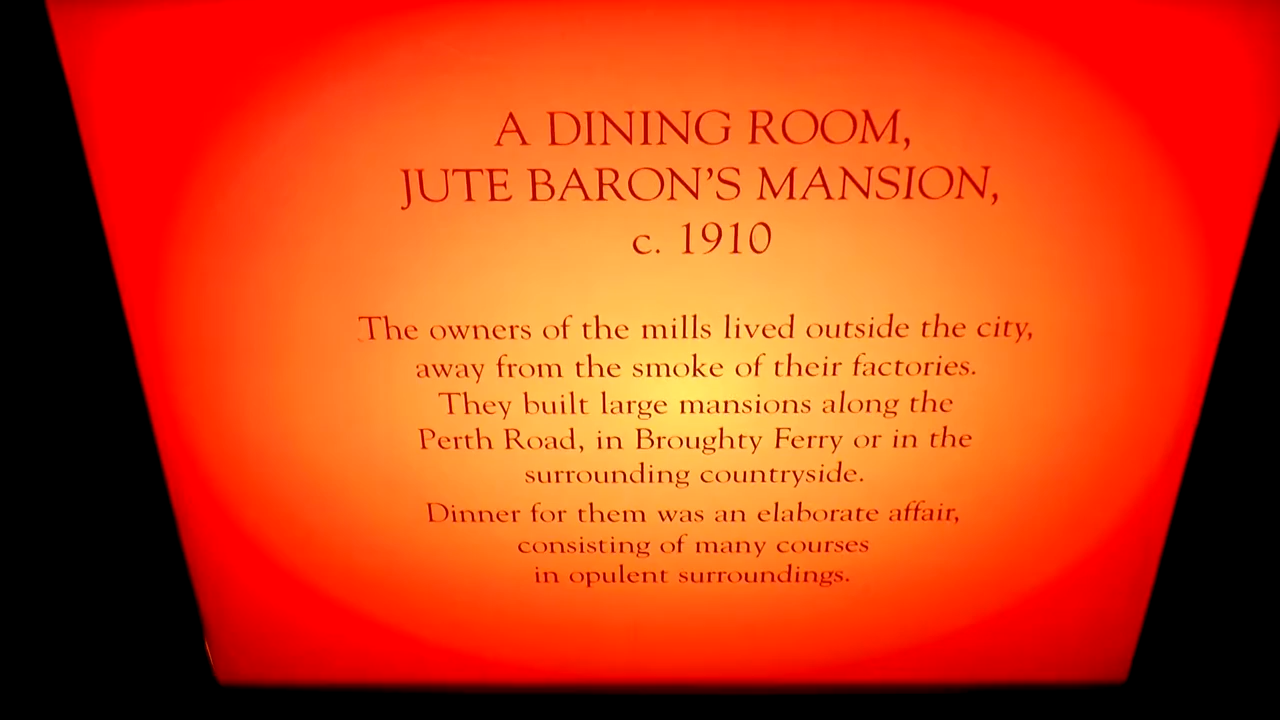 A DINING ROOM,
JUTE BARON'S MANSION,
c. 1910
The owners of the mills lived outside the city,
away from the smoke of their factories.
They built large mansions along the
Perth Road, in Broughty Ferry or in the
surrounding countryside.
Dinner for them was an elaborate affair,
consisting of many courses
in opulent surroundings.